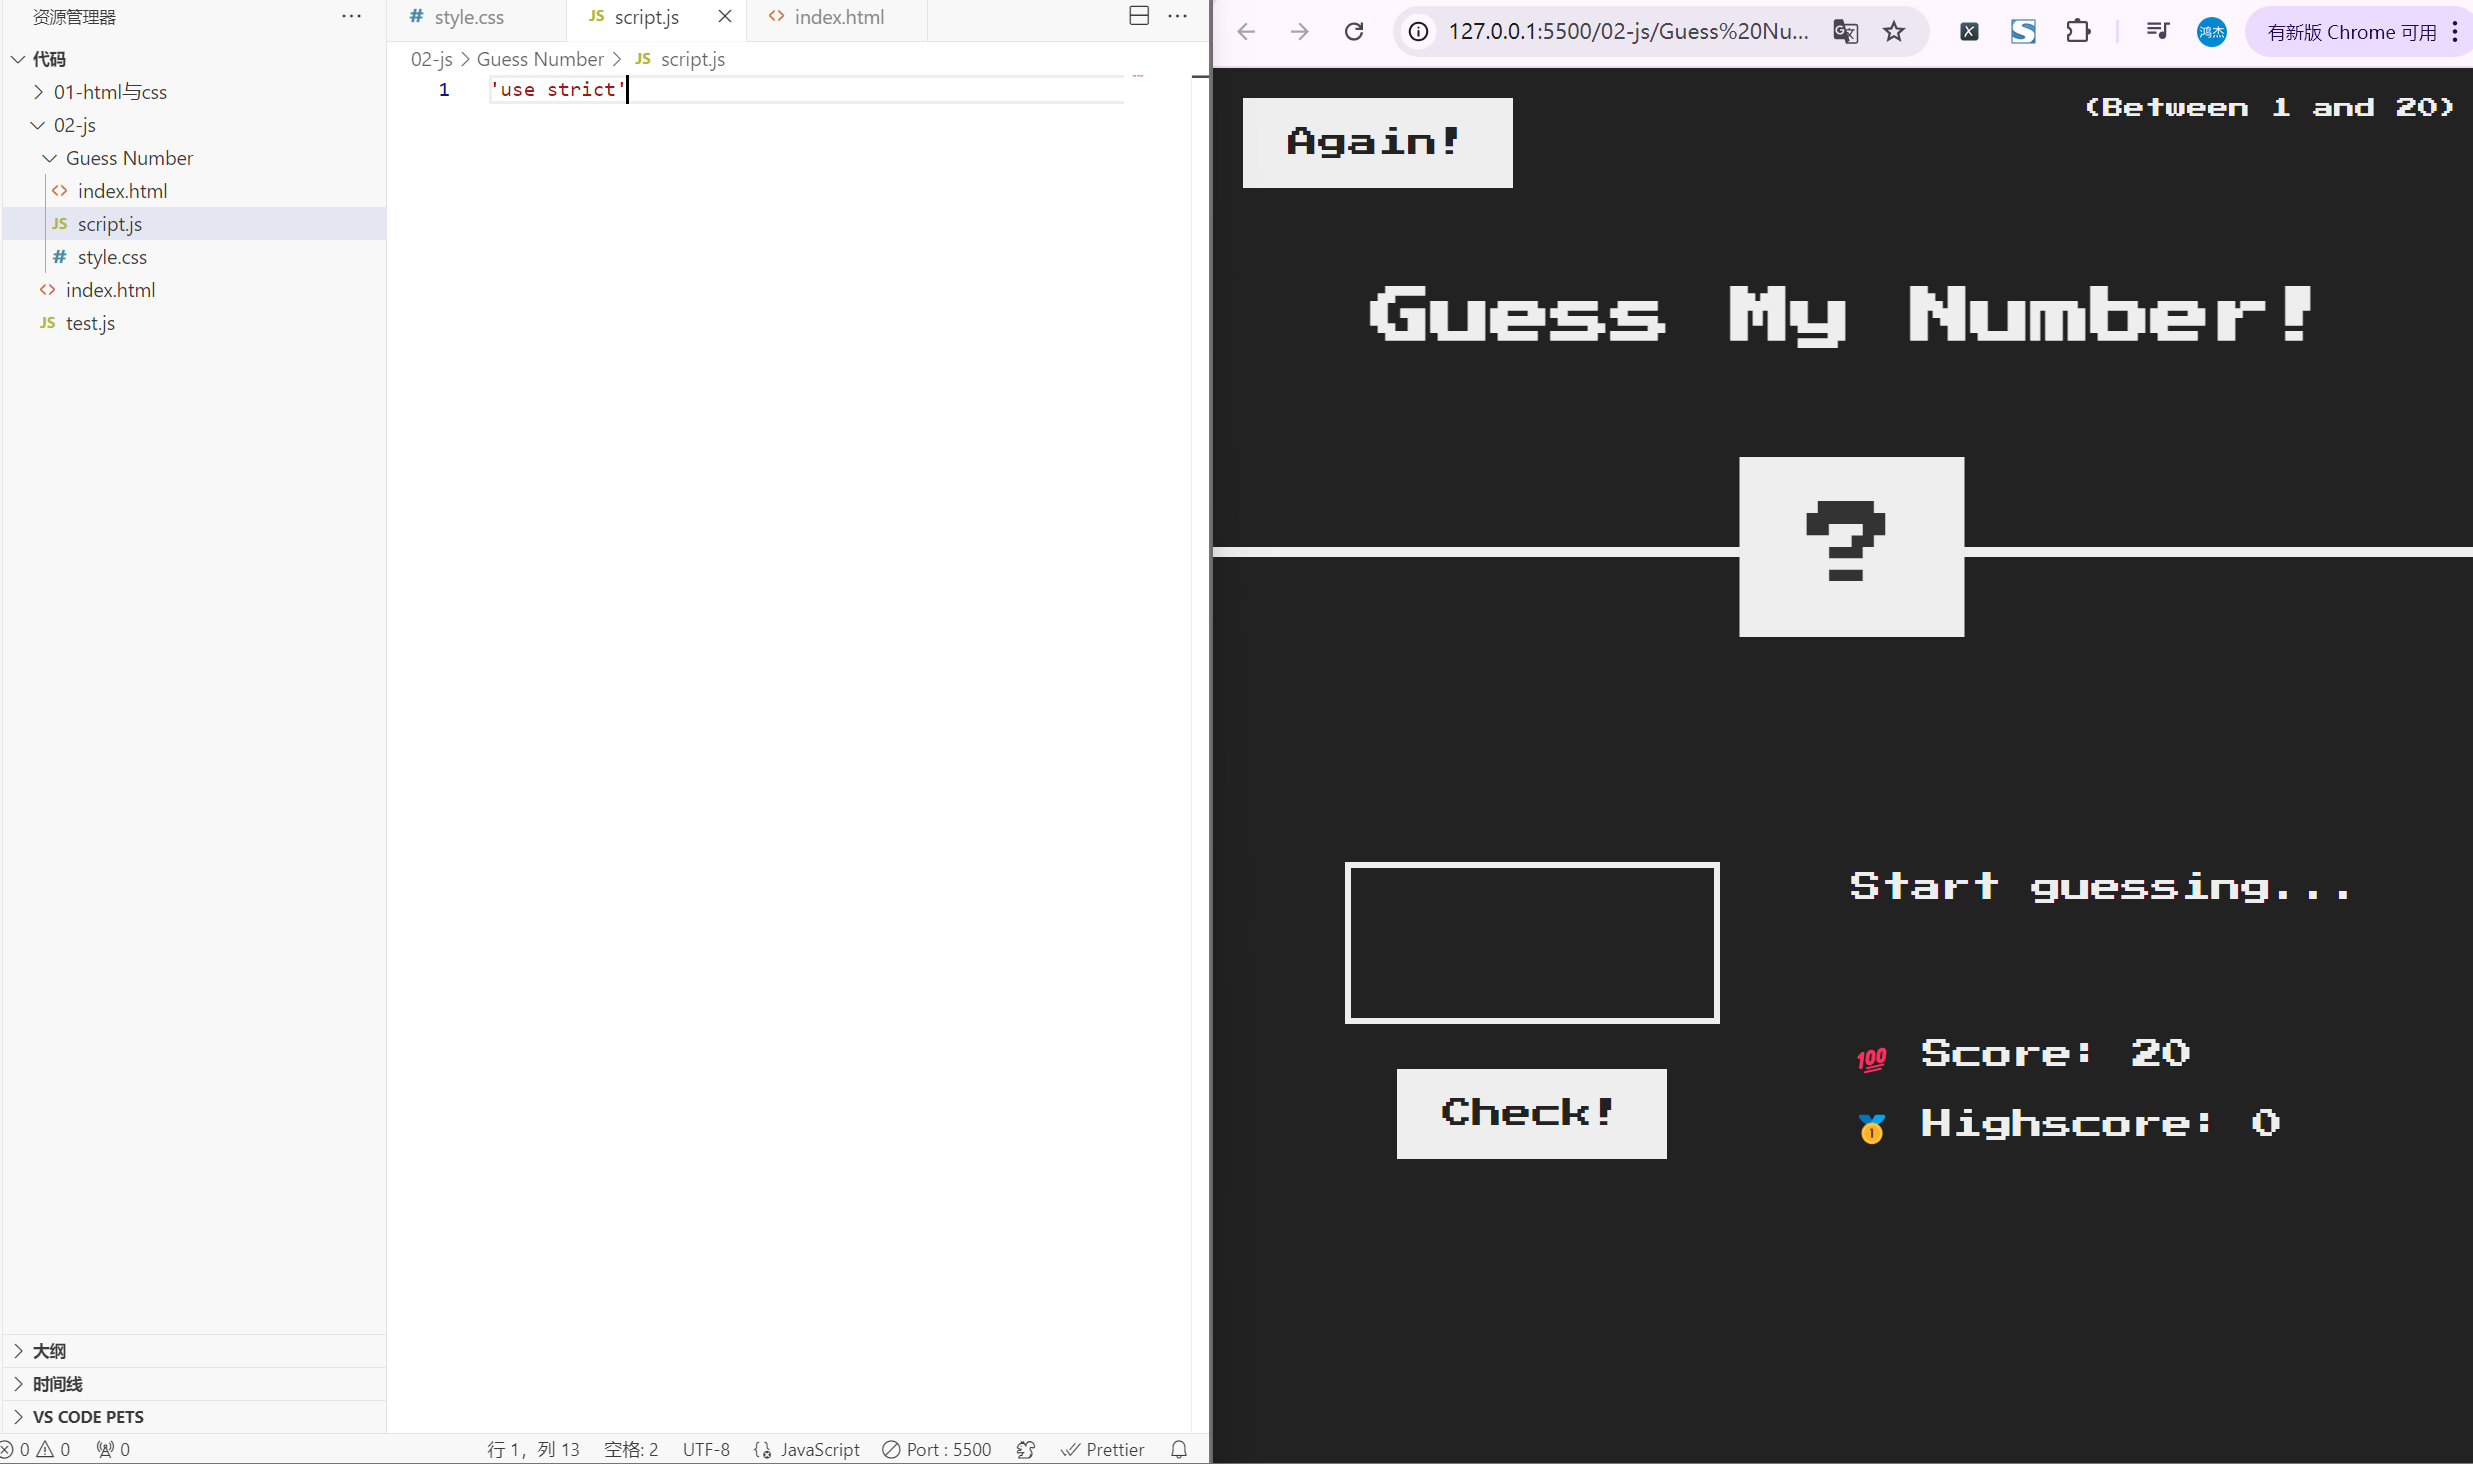 资源管理器
代码
01-html与css
02-js
Guess Number
index.html
script.js
style.css
index.html
test.js
大纲
时间线
VS CODE PETS
style.css
script.js
index.html
02-js > Guess Number > JS script.js
1 'use strict'
0 0 0
行 1，列 13 空格: 2 UTF-8 JavaScript Port : 5500 Prettier
127.0.0.1:5500/02-js/Guess%20Nu...
鸿杰
有新版 Chrome 可用
Again!
(Between 1 and 20)
Guess My Number!
?
Start guessing...
💯 Score: 20
🥇 Highscore: 0
Check!